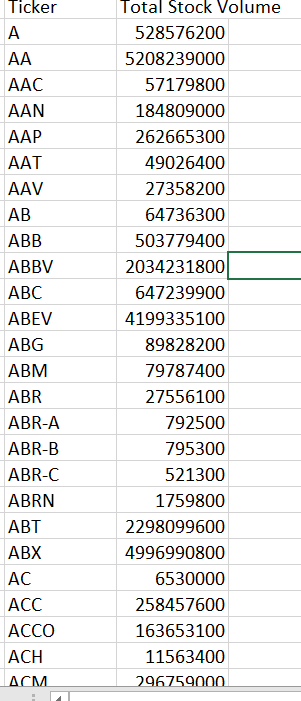 Ticker Total Stock Volume
A 528576200
AA 5208239000
AAC 57179800
AAN 184809000
AAP 262665300
AAT 49026400
AAV 27358200
AB 64736300
ABB 503779400
ABBV 2034231800
ABC 647239900
ABEV 4199335100
ABG 89828200
ABM 79787400
ABR 27556100
ABR-A 792500
ABR-B 795300
ABR-C 521300
ABRN 1759800
ABT 2298099600
ABX 4996990800
AC 6530000
ACC 258457600
ACCO 163653100
ACH 11563400
ACM 296759000